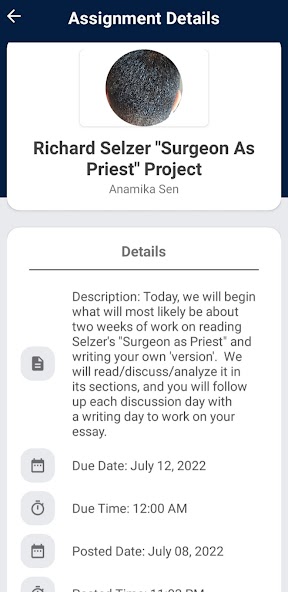 Assignment Details
Richard Selzer "Surgeon As
Priest" Project
Anamika Sen
Details
Description: Today, we will begin
what will most likely be about
two weeks of work on reading
Selzer's "Surgeon as Priest" and
writing your own 'version'. We
will read/discuss/analyze it in
its sections, and you will follow
up each discussion day with
a writing day to work on your
essay.
Due Date: July 12, 2022
Due Time: 12:00 AM
Posted Date: July 08, 2022